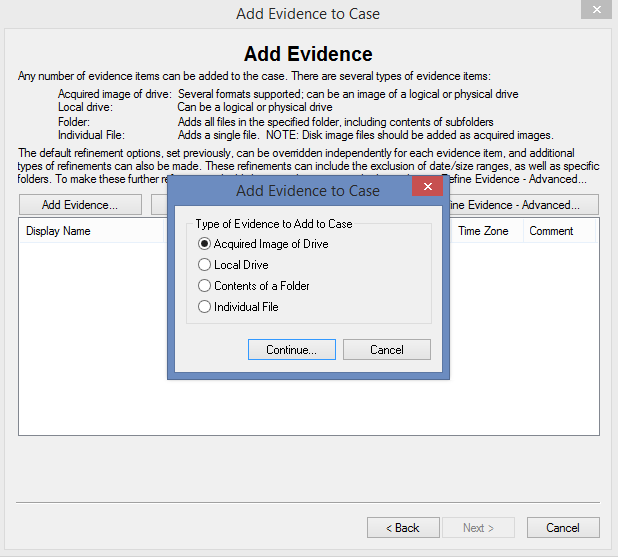 Add Evidence to Case
Add Evidence
Any number of evidence items can be added to the case. There are several types of evidence items:
Acquired image of drive: Several formats supported; can be an image of a logical or physical drive
Local drive: Can be a logical or physical drive
Folder: Adds all files in the specified folder, including contents of subfolders
Individual File: Adds a single file. NOTE: Disk image files should be added as acquired images.
The default refinement options, set previously, can be overridden independently for each evidence item, and additional
types of refinements can also be made. These refinements can include the exclusion of date/size ranges, as well as specific
folders. To make these further efine Evidence - Advanced...
Add Evidence... ine Evidence - Advanced...
Display Name Time Zone Comment
Add Evidence to Case
Type of Evidence to Add to Case
Acquired Image of Drive
Local Drive
Contents of a Folder
Individual File
Continue... Cancel
< Back Next > Cancel